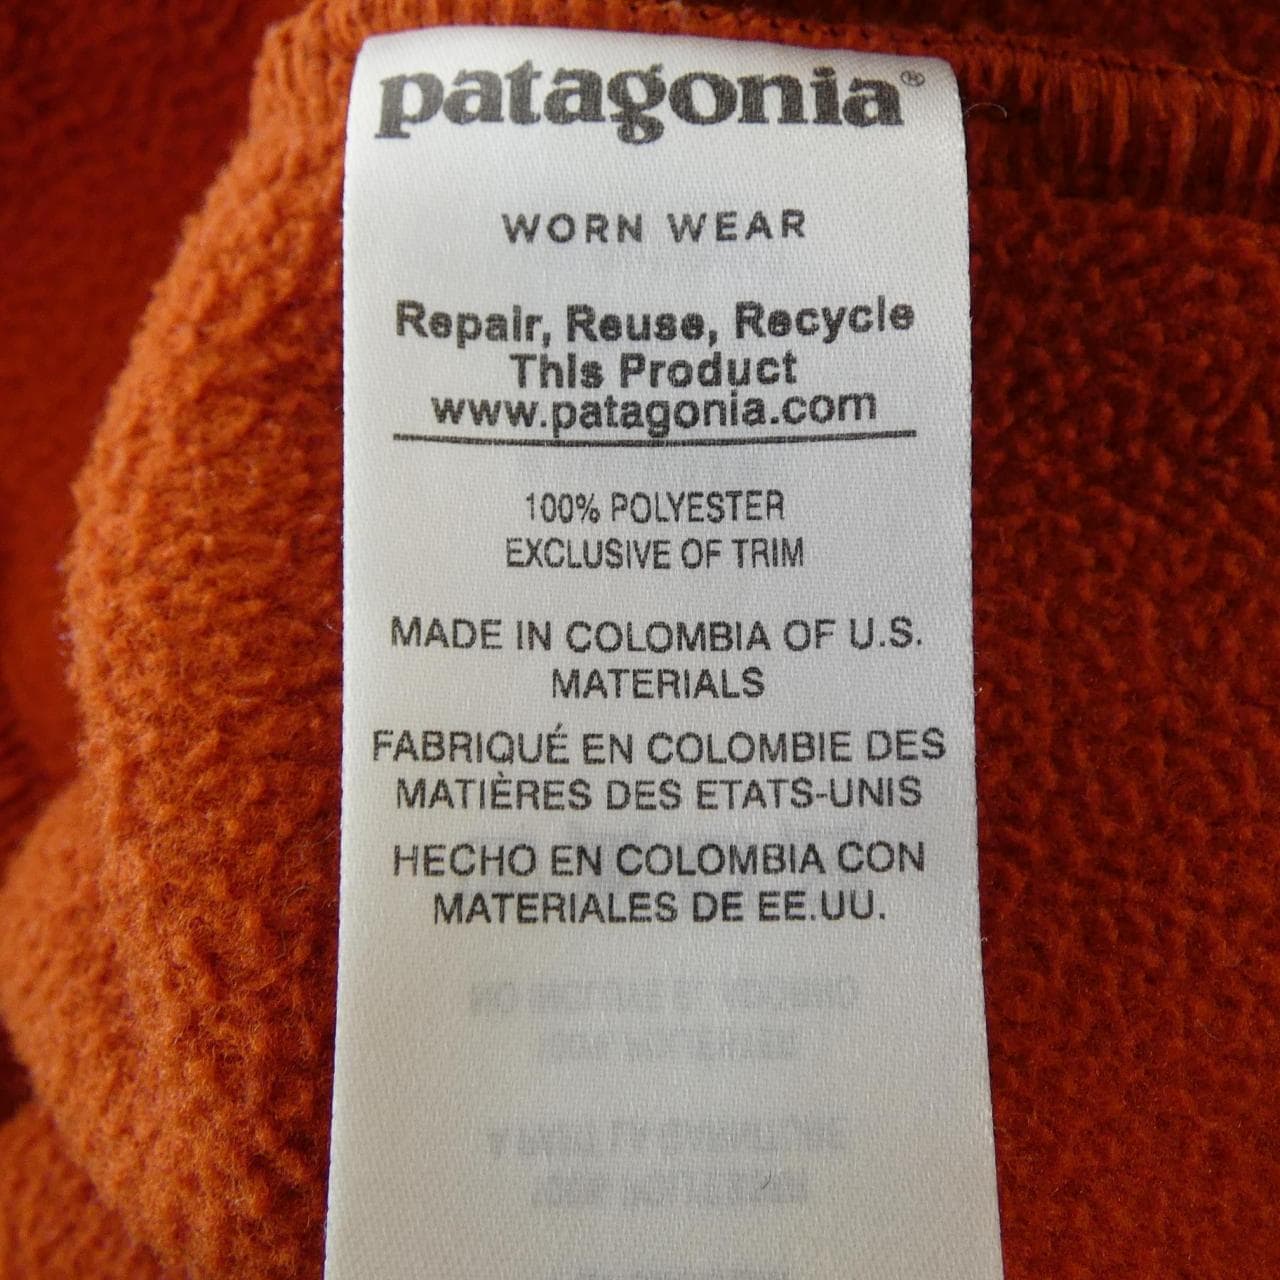 patagonia®
WORN WEAR
Repair, Reuse, Recycle
This Product
www.patagonia.com
100% POLYESTER
EXCLUSIVE OF TRIM
MADE IN COLOMBIA OF U.S.
MATERIALS
FABRIQUÉ EN COLOMBIE DES
MATIÈRES DES ETATS-UNIS
HECHO EN COLOMBIA CON
MATERIALES DE EE.UU.